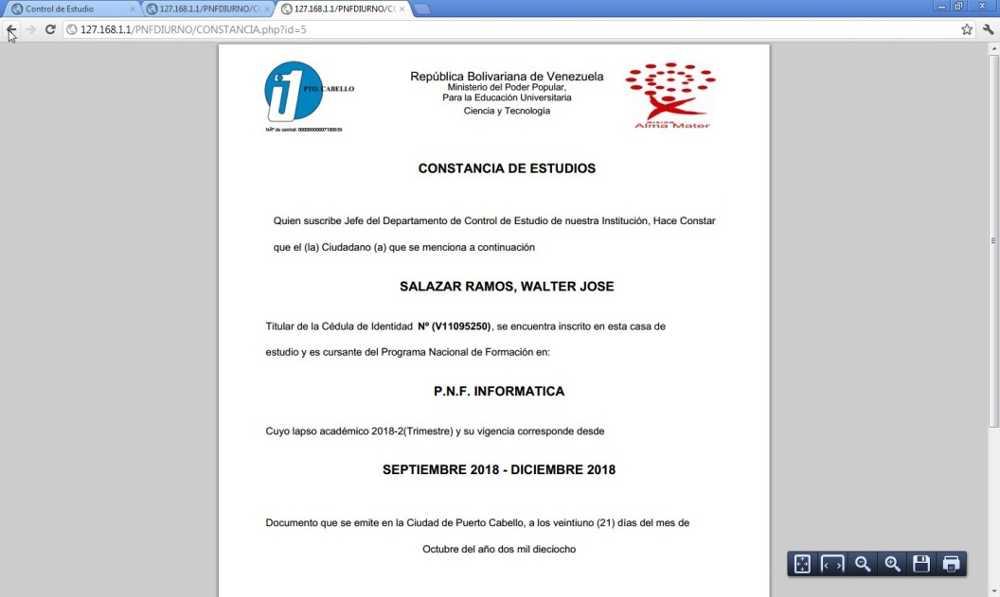 Control de Estudio
127.168.1.1/PNFDIURNO/CO
127.168.1.1/PNFDIURNO/CO
127.168.1.1/PNFDIURNO/CONSTANCIA.php?id=5
PTO. CABELLO
República Bolivariana de Venezuela
Ministerio del Poder Popular,
Para la Educación Universitaria
Ciencia y Tecnología
MISIÓN
Alma Mater
CONSTANCIA DE ESTUDIOS
Quien suscribe Jefe del Departamento de Control de Estudio de nuestra Institución, Hace Constar
que el (la) Ciudadano (a) que se menciona a continuación
SALAZAR RAMOS, WALTER JOSE
Titular de la Cédula de Identidad Nº (V11095250), se encuentra inscrito en esta casa de
estudio y es cursante del Programa Nacional de Formación en:
P.N.F. INFORMATICA
Cuyo lapso académico 2018-2(Trimestre) y su vigencia corresponde desde
SEPTIEMBRE 2018 - DICIEMBRE 2018
Documento que se emite en la Ciudad de Puerto Cabello, a los veintiuno (21) días del mes de
Octubre del año dos mil dieciocho